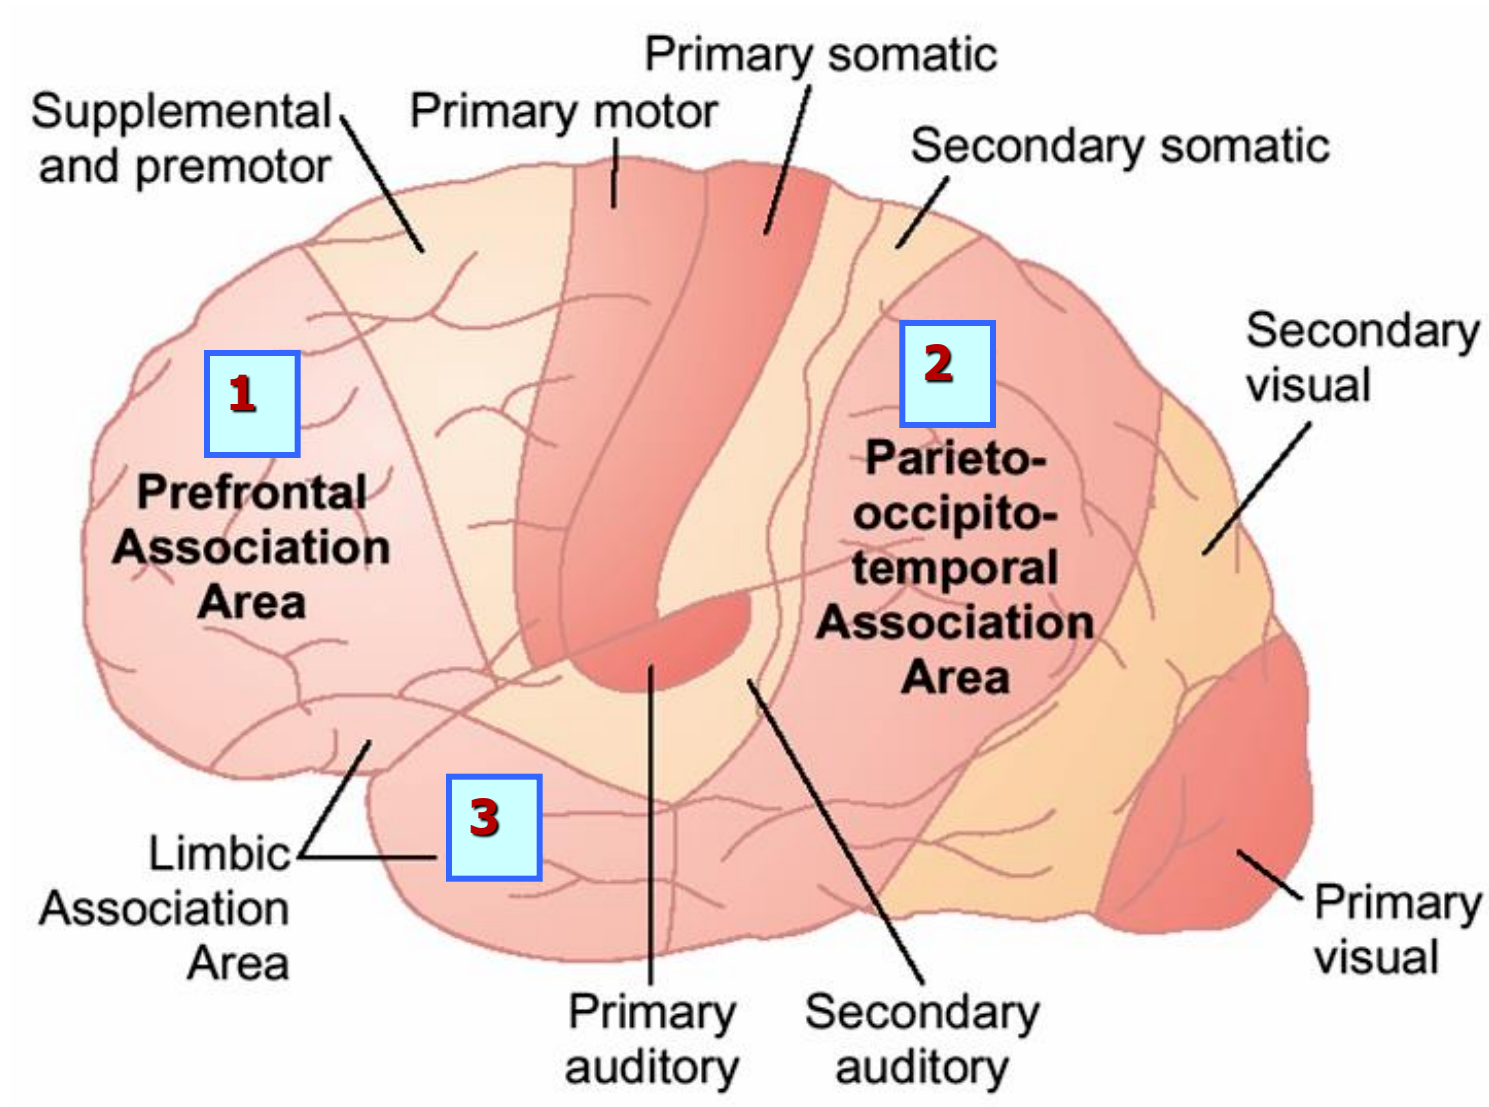 Primary somatic
Supplemental
and premotor
Primary motor
Secondary somatic
Secondary
visual
1
Prefrontal
Association
Area
2
Parieto-
occipito-
temporal
Association
Area
3
Limbic
Association
Area
Primary
auditory
Secondary
auditory
Primary
visual